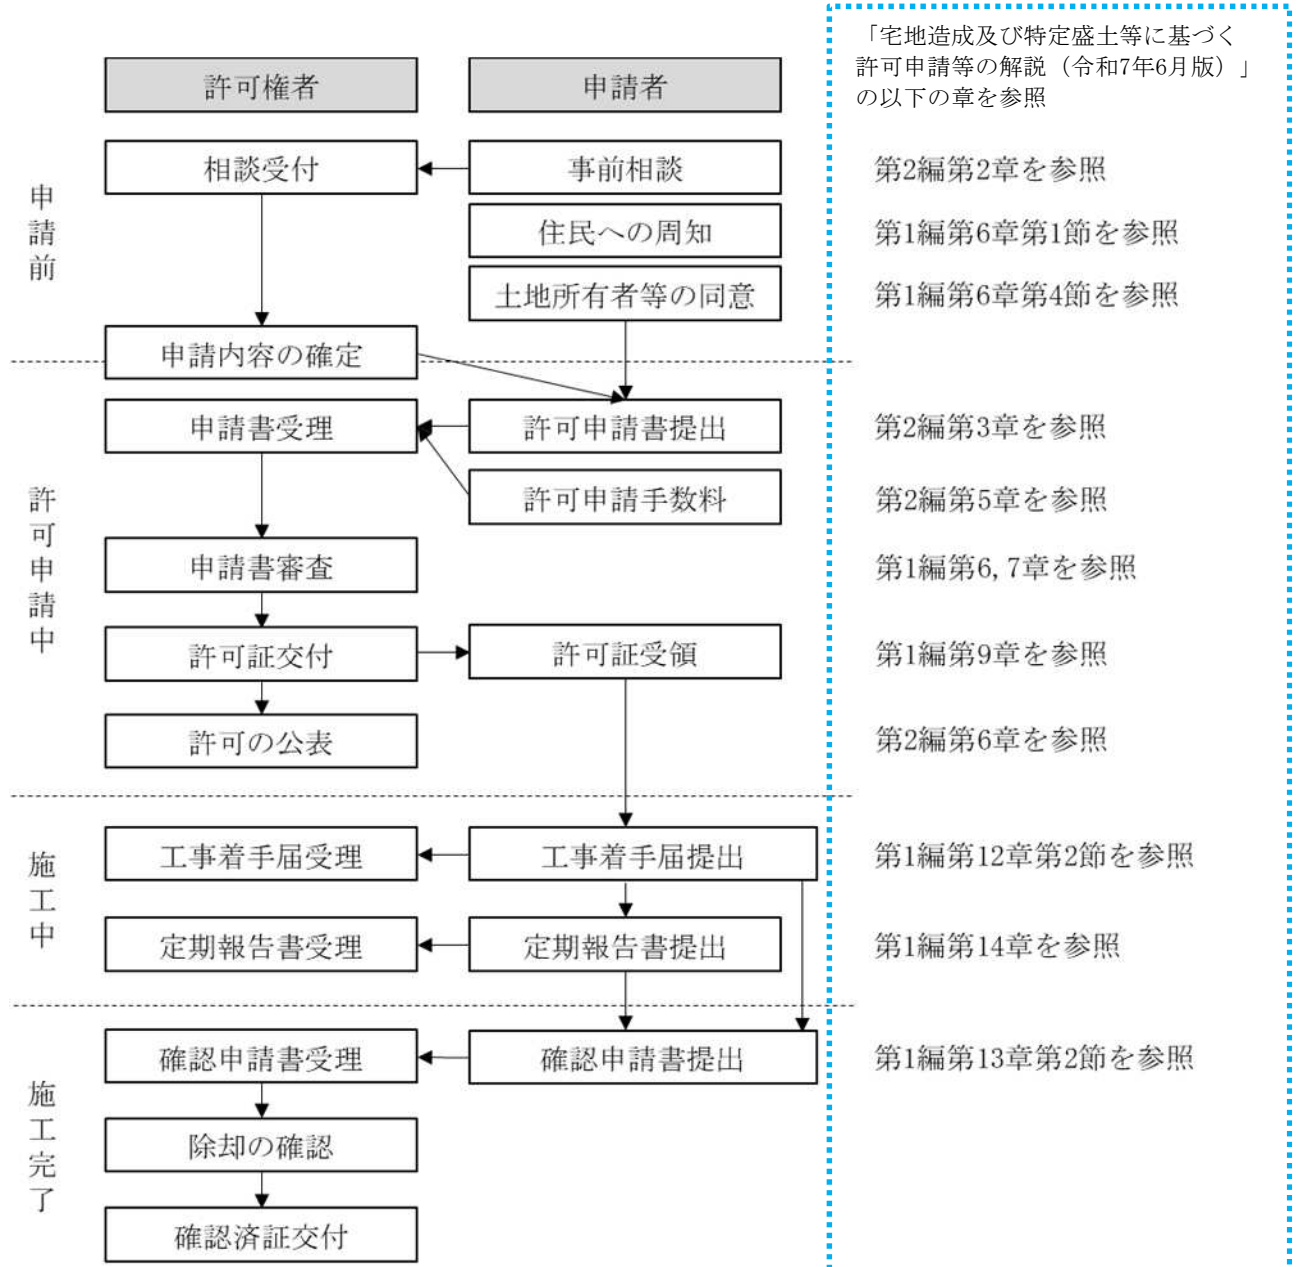 「宅地造成及び特定盛土等に基づく
許可申請等の解説（令和7年6月版）」
の以下の章を参照
許可権者
申請者
申請前
相談受付
事前相談
第2編第2章を参照
住民への周知
第1編第6章第1節を参照
土地所有者等の同意
第1編第6章第4節を参照
申請内容の確定
許可申請中
申請書受理
許可申請書提出
第2編第3章を参照
許可申請手数料
第2編第5章を参照
申請書審査
第1編第6,7章を参照
許可証交付
許可証受領
第1編第9章を参照
許可の公表
第2編第6章を参照
施工中
工事着手届受理
工事着手届提出
第1編第12章第2節を参照
定期報告書受理
定期報告書提出
第1編第14章を参照
施工完了
確認申請書受理
確認申請書提出
第1編第13章第2節を参照
除却の確認
確認済証交付